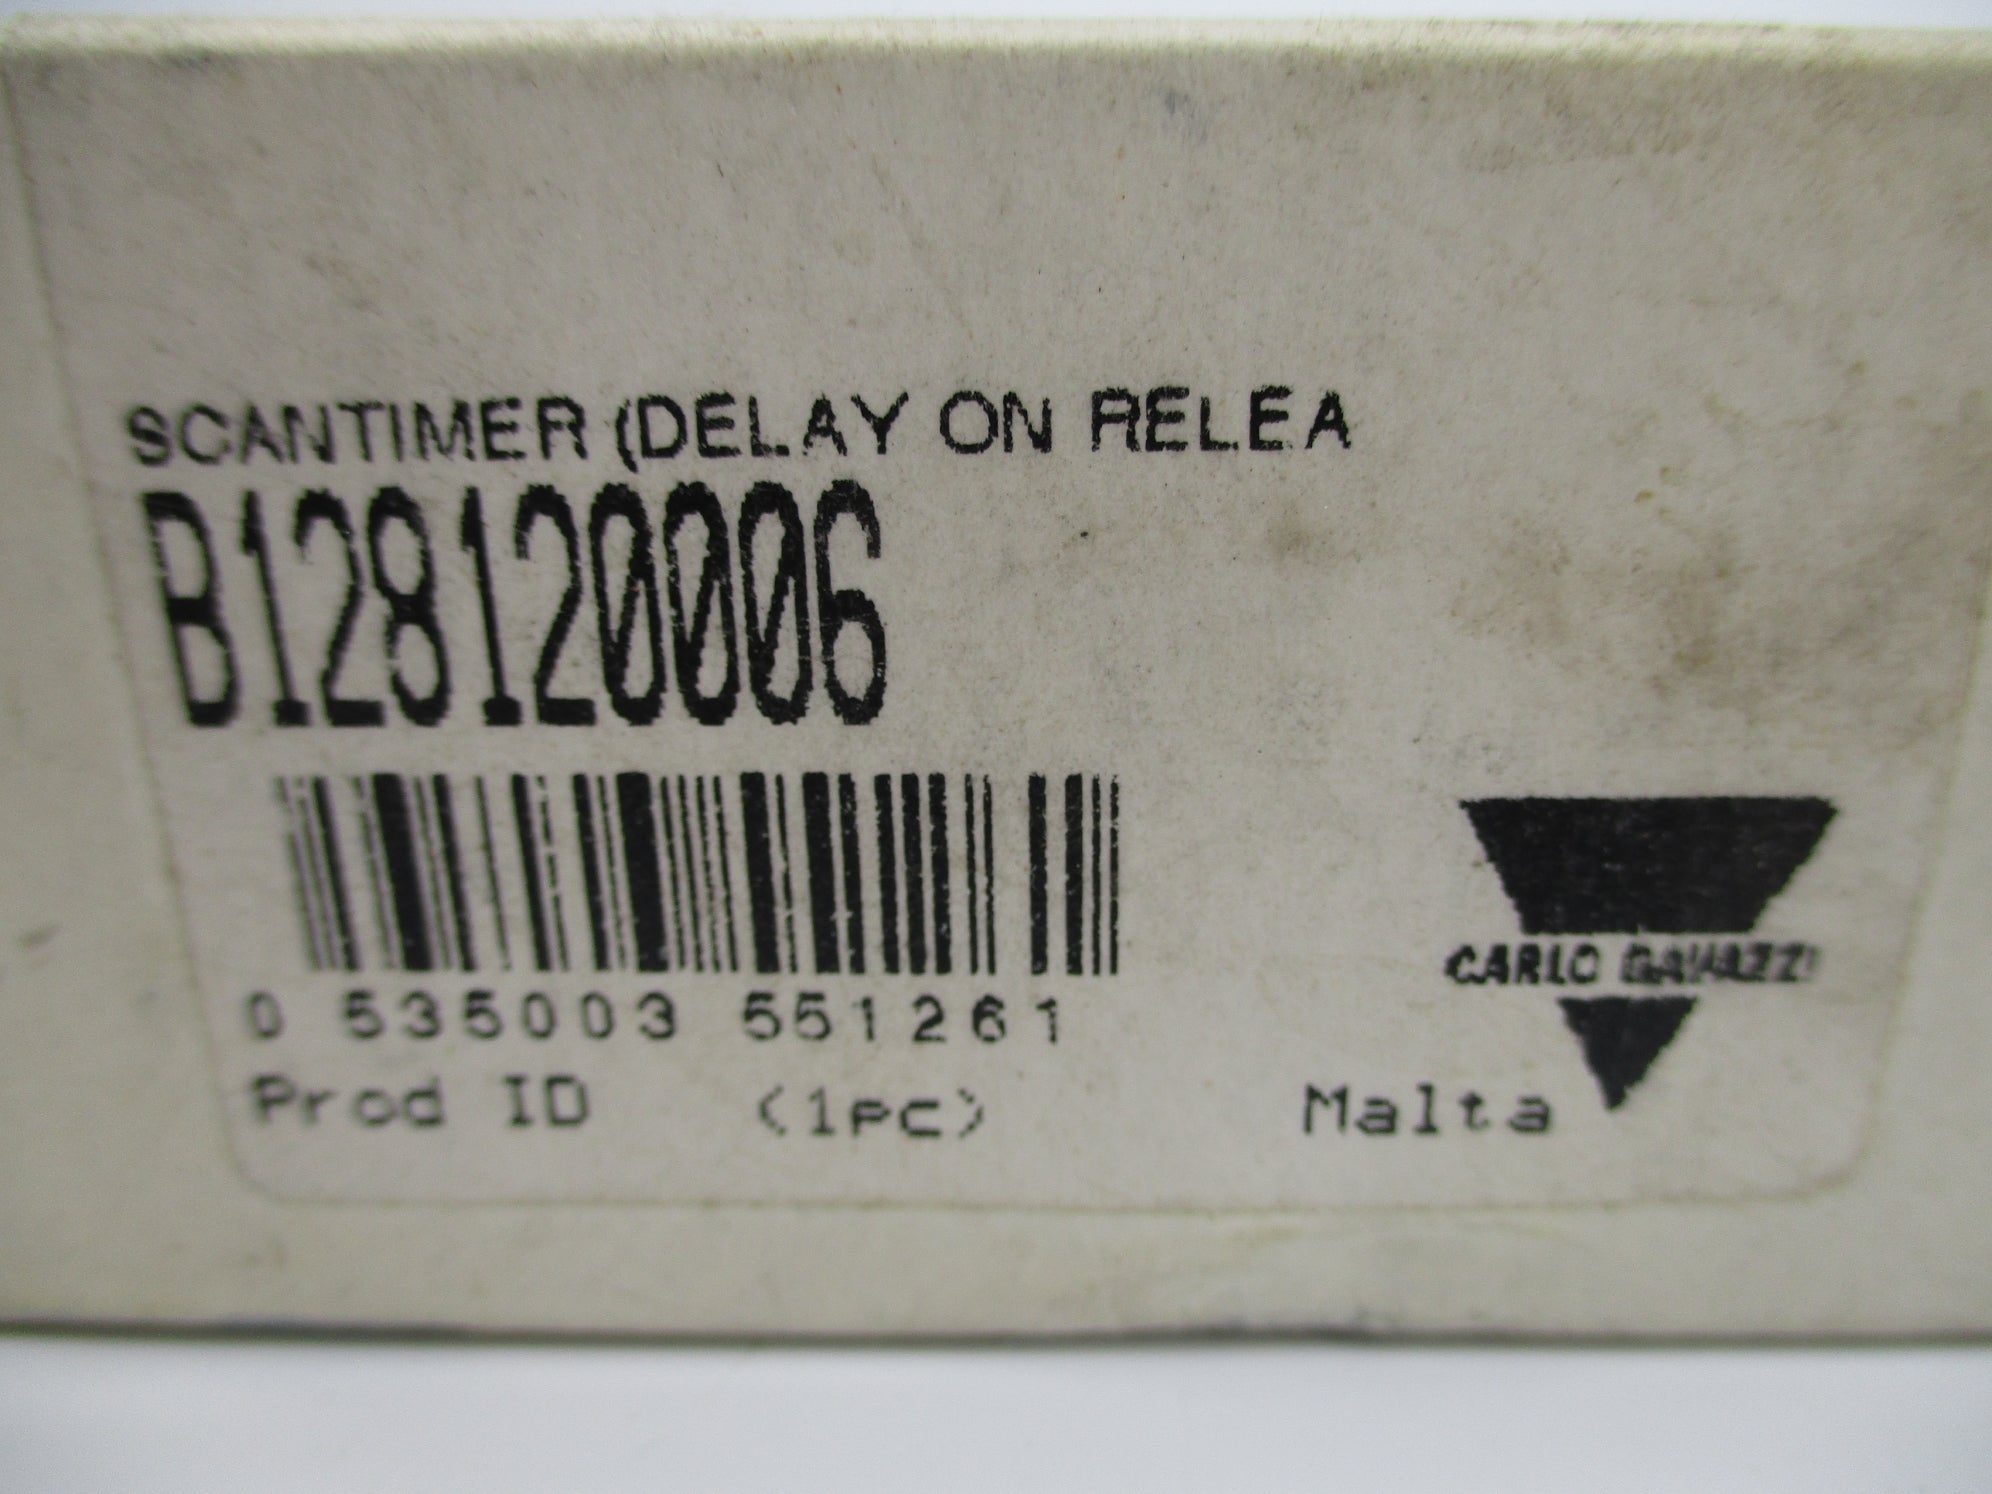 SCANTIMER (DELAY ON RELEA
B128120006
0 535003 551261
CARLO GAVAZZI
Prod ID (1pc) Malta